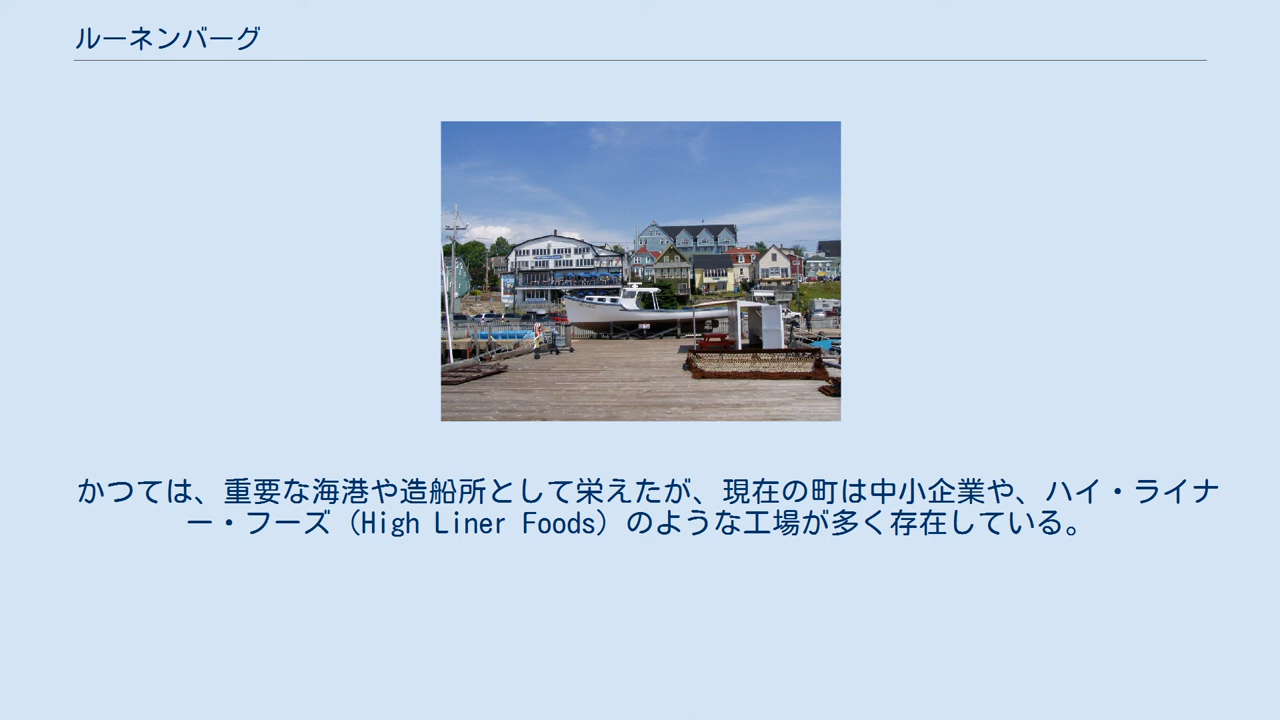 ルーネンバーグ
かつては、重要な海港や造船所として栄えたが、現在の町は中小企業や、ハイ・ライナ
ー・フーズ（High Liner Foods）のような工場が多く存在している。